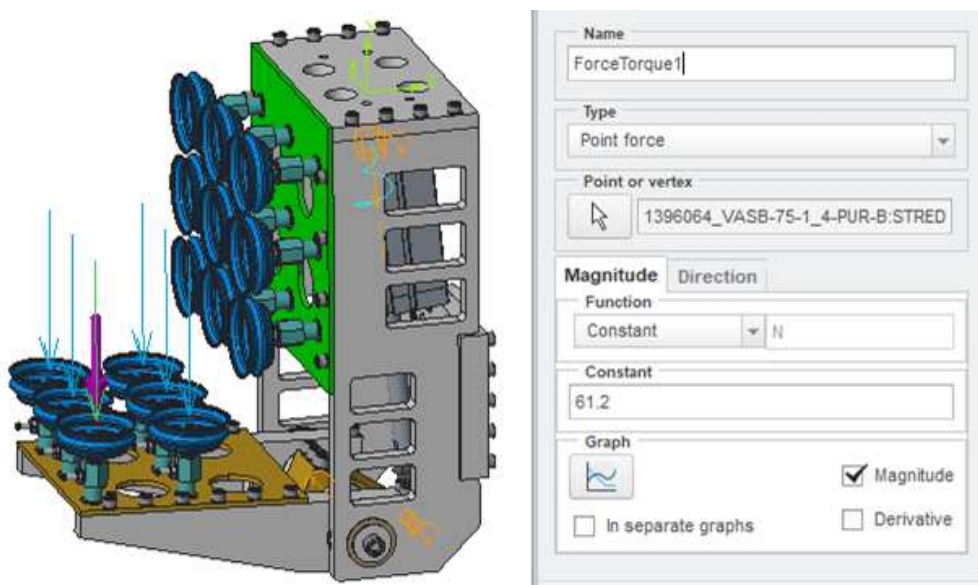 Name
ForceTorque1
Type
Point force
Point or vertex
1396064_VASB-75-1_4-PUR-B:STRED
Magnitude Direction
Function
Constant N
Constant
61.2
Graph
Magnitude
In separate graphs Derivative